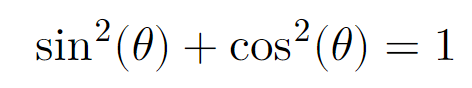 sin²(θ) + cos²(θ) = 1